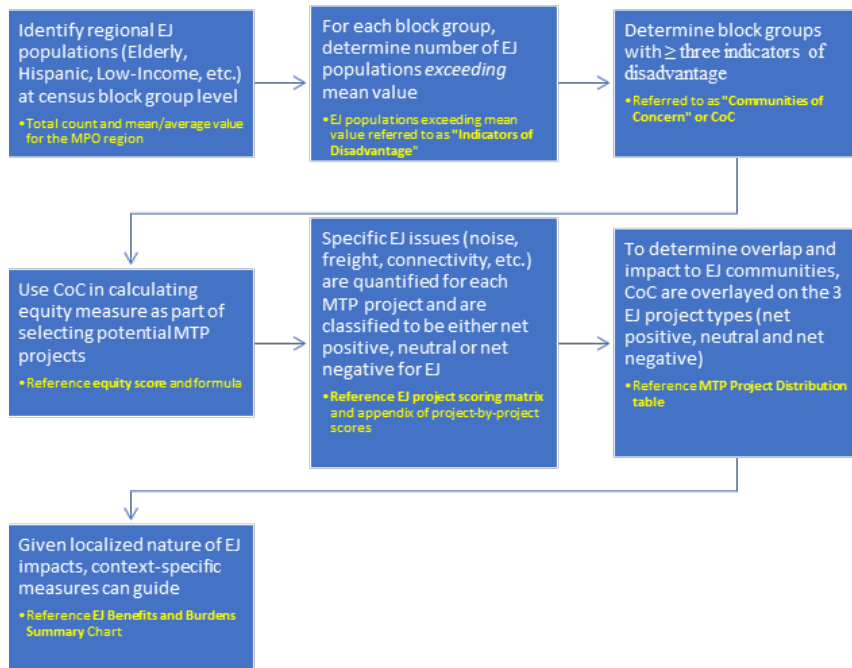 Identify regional EJ
populations (Elderly,
Hispanic, Low-Income, etc.)
at census block group level
•Total count and mean/average value
for the MPO region
For each block group,
determine number of EJ
populations exceeding
mean value
•EJ populations exceeding mean
value referred to as "Indicators of
Disadvantage"
Determine block groups
with ≥ three indicators of
disadvantage
•Referred to as "Communities of
Concern" or CoC
Use CoC in calculating
equity measure as part of
selecting potential MTP
projects
•Reference equity score and formula
Specific EJ issues (noise,
freight, connectivity, etc.)
are quantified for each
MTP project and are
classified to be either net
positive, neutral or net
negative for EJ
•Reference EJ project scoring matrix
and appendix of project-by-project
scores
To determine overlap and
impact to EJ communities,
CoC are overlayed on the 3
EJ project types (net
positive, neutral and net
negative)
•Reference MTP Project Distribution
table
Given localized nature of EJ
impacts, context-specific
measures can guide
•Reference EJ Benefits and Burdens
Summary Chart